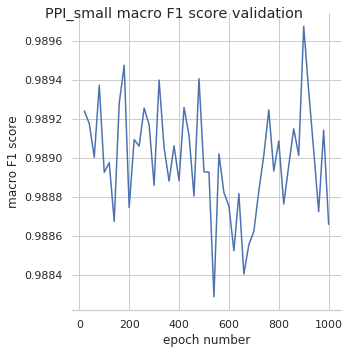 PPI_small macro F1 score validation
0.9896
0.9894
0.9892
0.9890
0.9888
0.9886
0.9884
macro F1 score
0 200 400 600 800 1000
epoch number